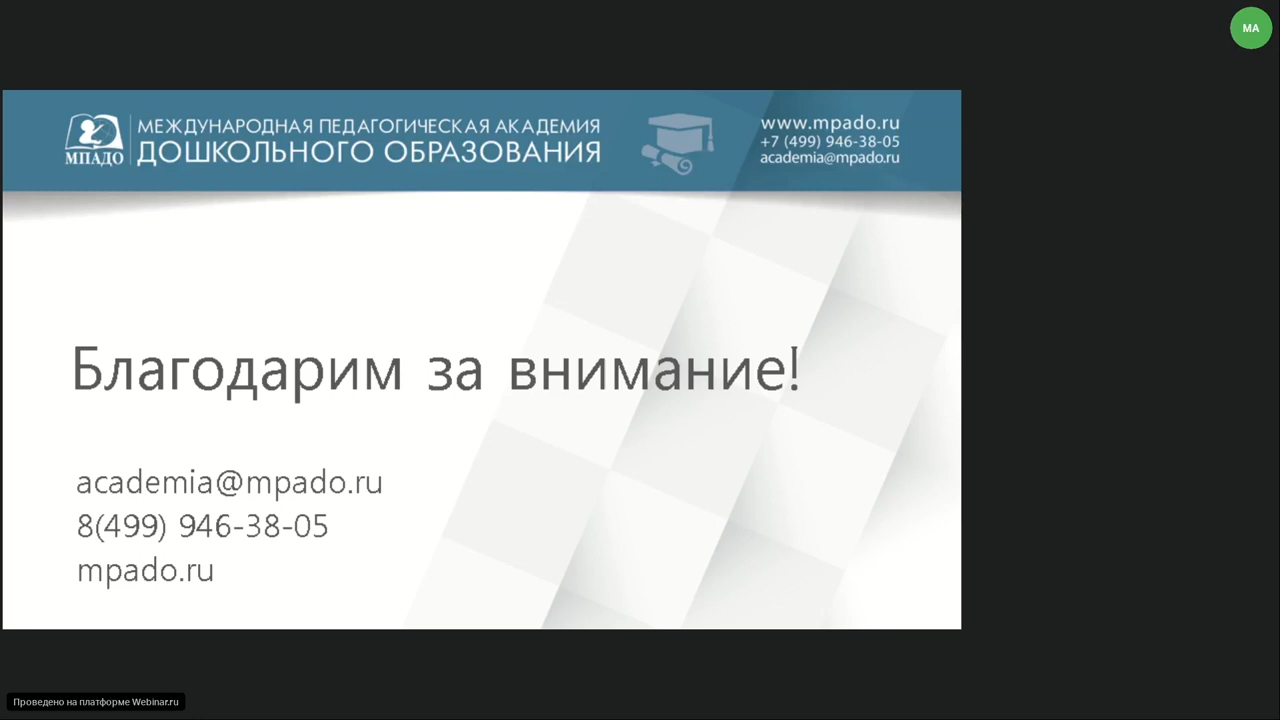 МА
МПАДО
МЕЖДУНАРОДНАЯ ПЕДАГОГИЧЕСКАЯ АКАДЕМИЯ
ДОШКОЛЬНОГО ОБРАЗОВАНИЯ
www.mpado.ru
+7 (499) 946-38-05
academia@mpado.ru
Благодарим за внимание!
academia@mpado.ru
8(499) 946-38-05
mpado.ru
Проведено на платформе Webinar.ru